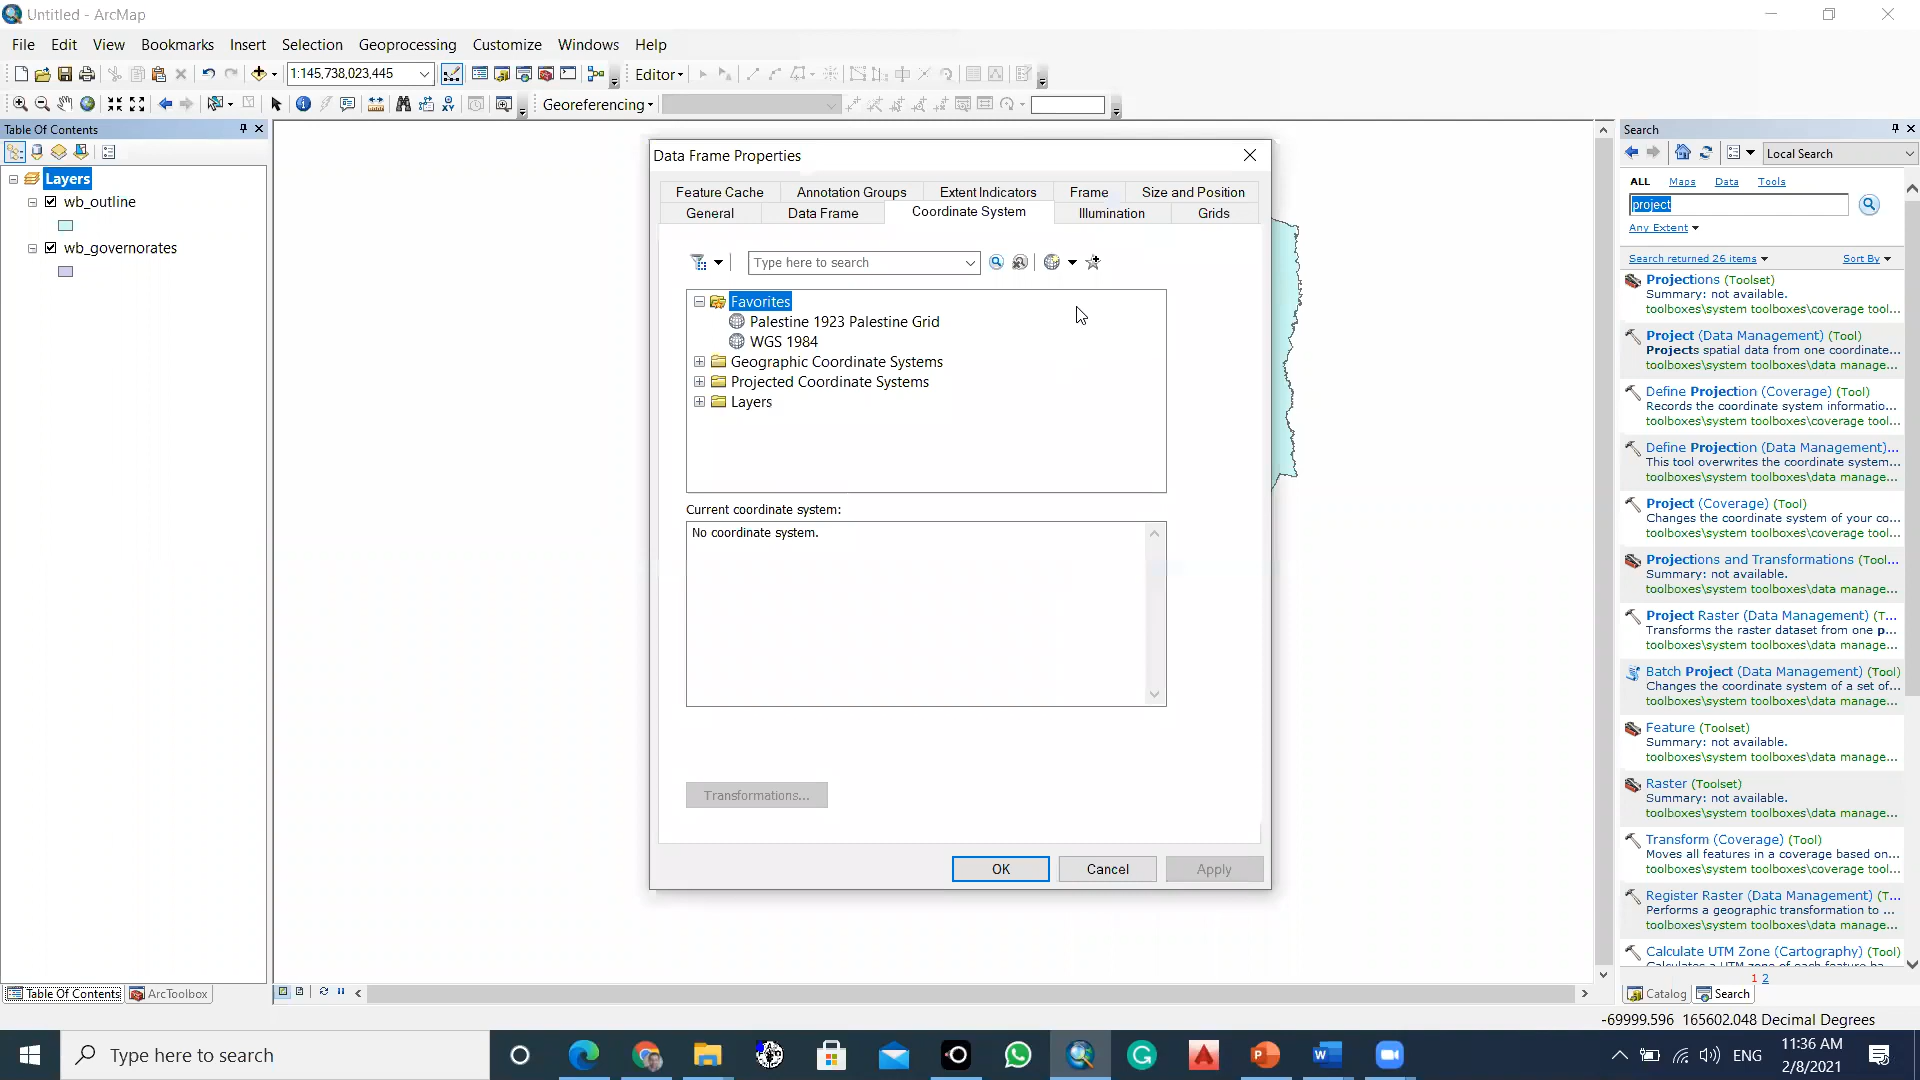 Untitled - ArcMap
File Edit View Bookmarks Insert Selection Geoprocessing Customize Windows Help
1:145,738,023,445
Editor
Georeferencing
Table Of Contents
Layers
wb_outline
wb_governorates
Data Frame Properties
Feature Cache Annotation Groups Extent Indicators Frame Size and Position
General Data Frame Coordinate System Illumination Grids
Type here to search
Favorites
Palestine 1923 Palestine Grid
WGS 1984
Geographic Coordinate Systems
Projected Coordinate Systems
Layers
Current coordinate system:
No coordinate system.
Transformations...
OK Cancel Apply
Search
Local Search
ALL Maps Data Tools
project
Any Extent
Search returned 26 items Sort By
Projections (Toolset)
Summary: not available.
toolboxes\system toolboxes\coverage tool...
Project (Data Management) (Tool)
Projects spatial data from one coordinate...
toolboxes\system toolboxes\data manage...
Define Projection (Coverage) (Tool)
Records the coordinate system informatio...
toolboxes\system toolboxes\coverage tool...
Define Projection (Data Management)...
This tool overwrites the coordinate system...
toolboxes\system toolboxes\data manage...
Project (Coverage) (Tool)
Changes the coordinate system of your co...
toolboxes\system toolboxes\coverage tool...
Projections and Transformations (Tool...
Summary: not available.
toolboxes\system toolboxes\data manage...
Project Raster (Data Management) (T...
Transforms the raster dataset from one p...
toolboxes\system toolboxes\data manage...
Batch Project (Data Management) (Tool)
Changes the coordinate system of a set of...
toolboxes\system toolboxes\data manage...
Feature (Toolset)
Summary: not available.
toolboxes\system toolboxes\data manage...
Raster (Toolset)
Summary: not available.
toolboxes\system toolboxes\data manage...
Transform (Coverage) (Tool)
Moves all features in a coverage based on...
toolboxes\system toolboxes\coverage tool...
Register Raster (Data Management) (T...
Performs a geographic transformation to ...
toolboxes\system toolboxes\data manage...
Calculate UTM Zone (Cartography) (Tool)
1 2
Table Of Contents ArcToolbox
Catalog Search
-69999.596 165602.048 Decimal Degrees
Type here to search
ENG
11:36 AM
2/8/2021